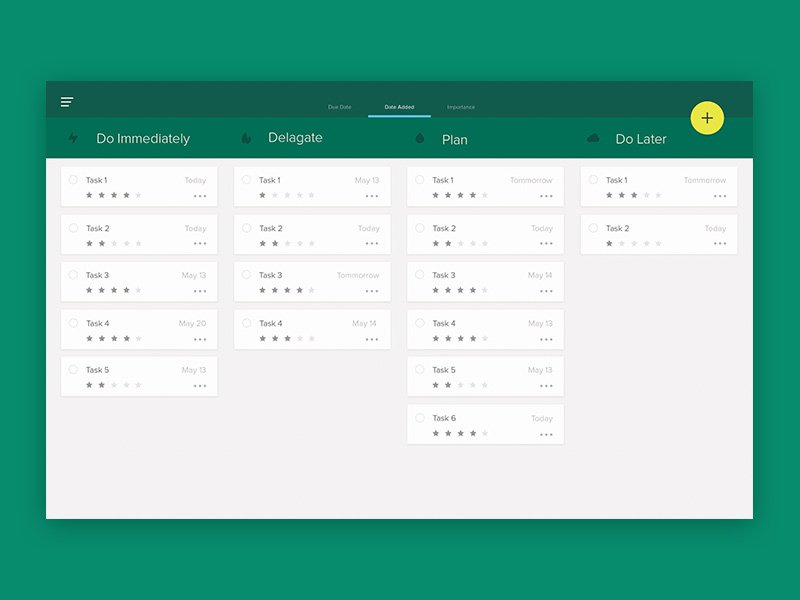 Due Date Date Added Importance
Do Immediately
Task 1 Today
Task 2 Today
Task 3 May 13
Task 4 May 20
Task 5 May 13
Delagate
Task 1 May 13
Task 2 Today
Task 3 Tommorrow
Task 4 May 14
Plan
Task 1 Tommorrow
Task 2 Today
Task 3 May 14
Task 4 May 13
Task 5 May 13
Task 6 Today
Do Later
Task 1 Tommorrow
Task 2 Today